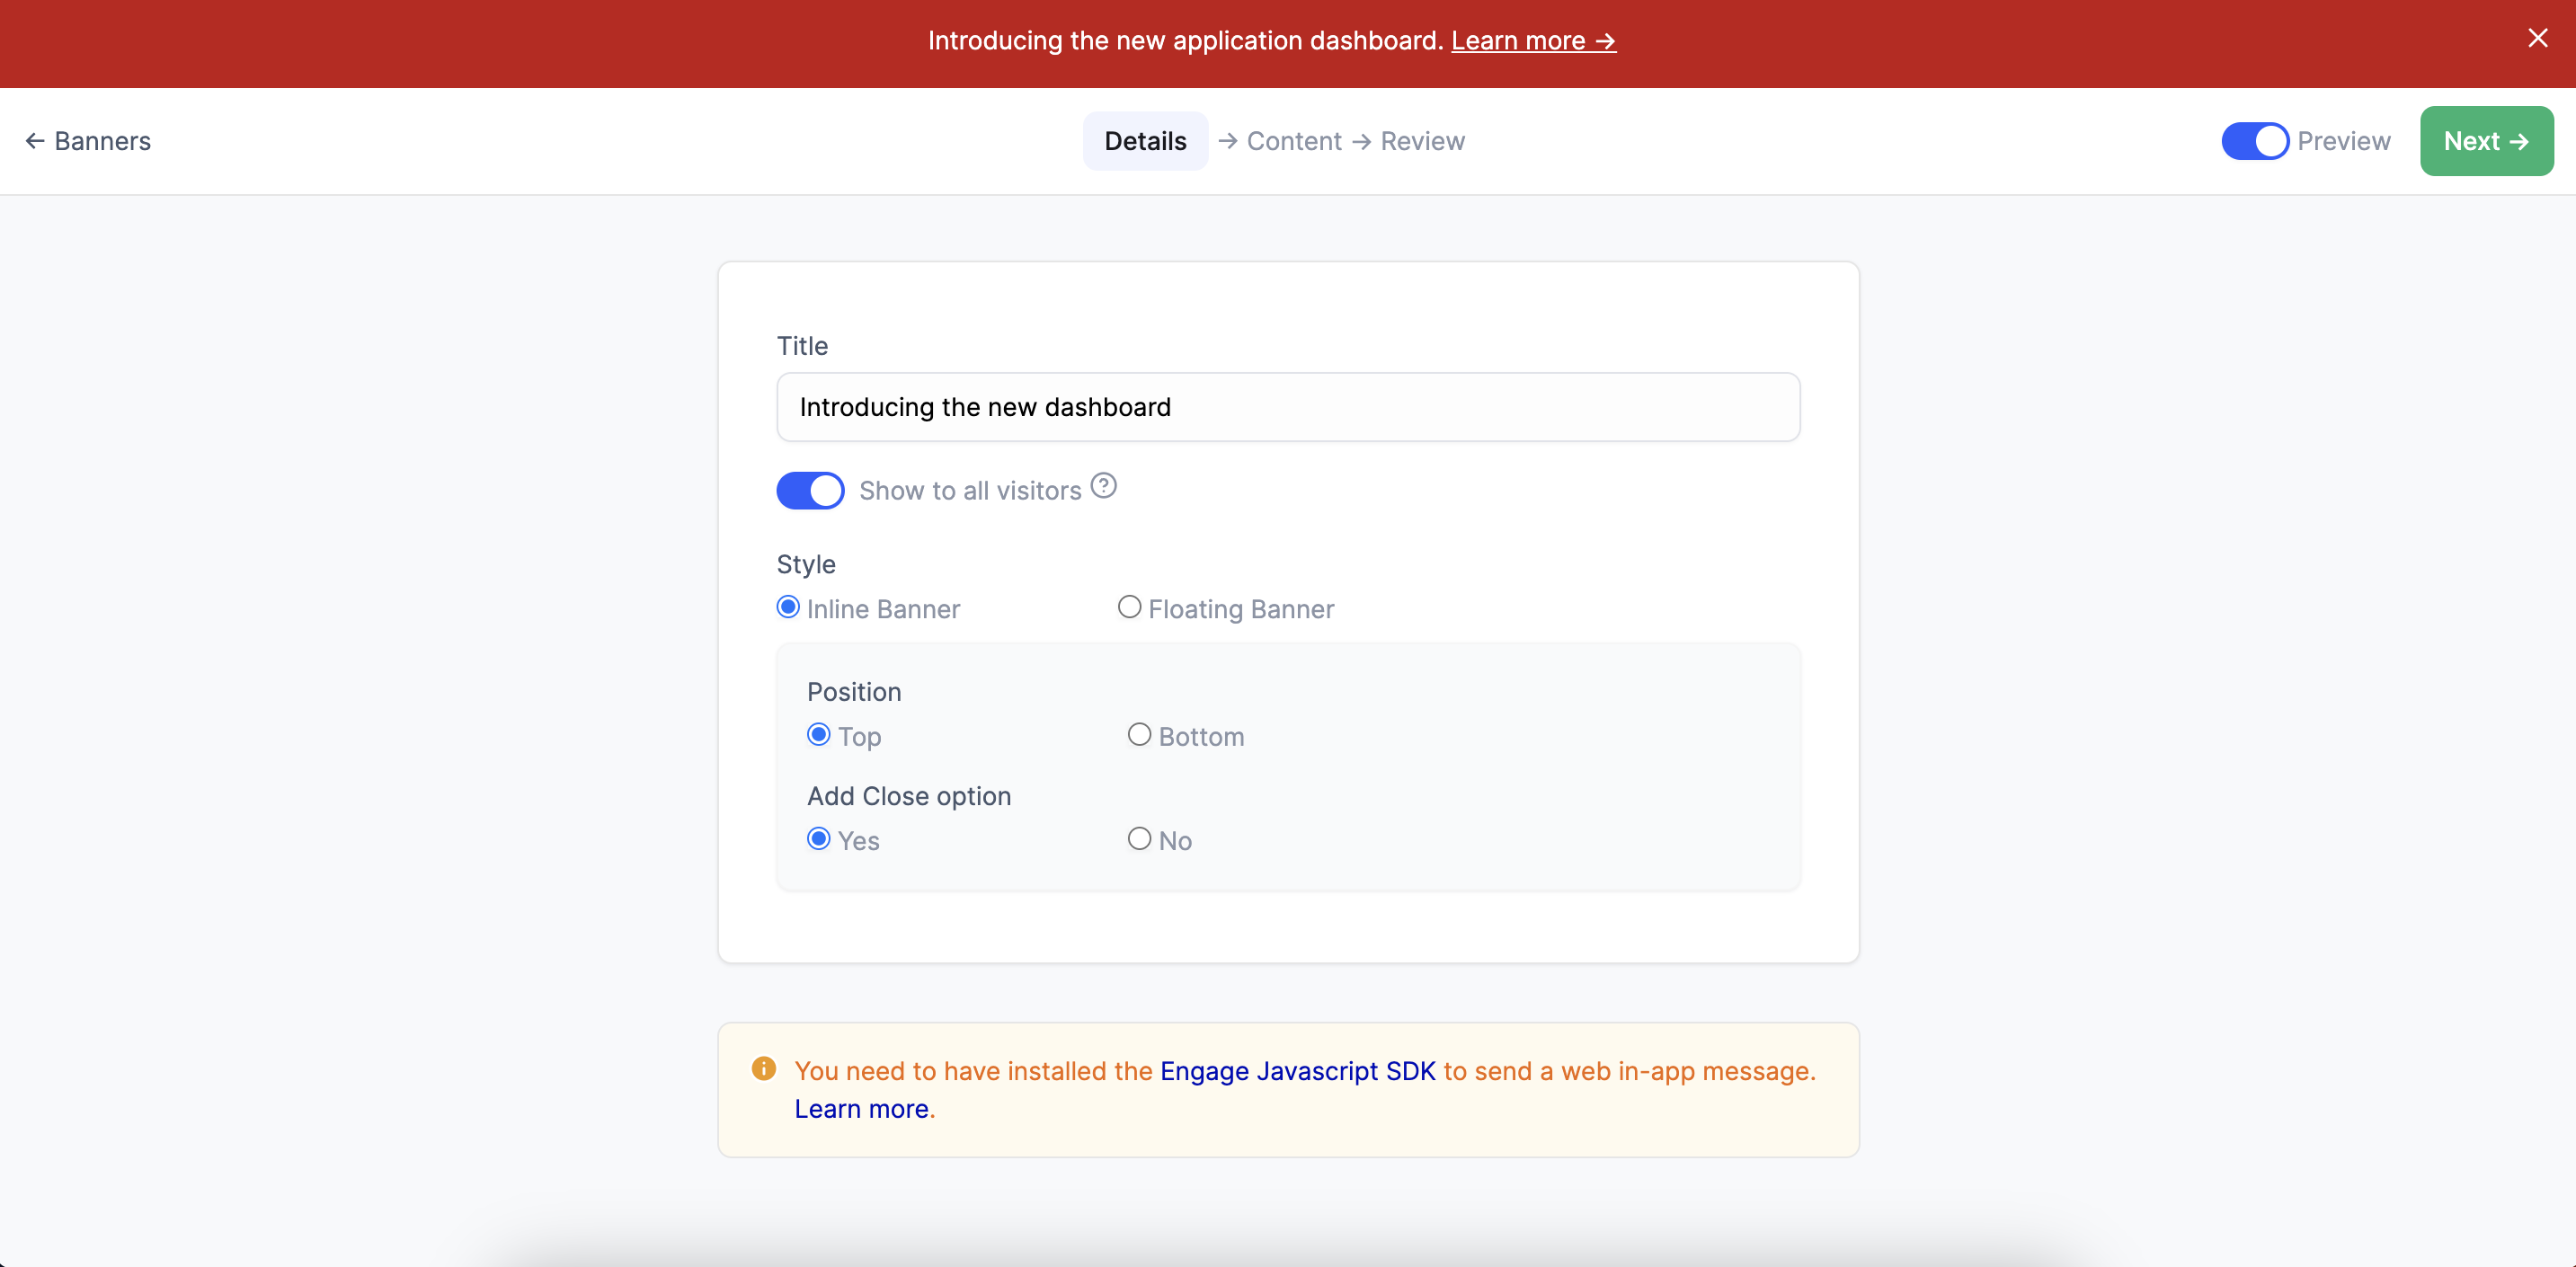 Introducing the new application dashboard. Learn more →
← Banners
Details → Content → Review
Preview
Next →
Title
Introducing the new dashboard
Show to all visitors ?
Style
Inline Banner
Floating Banner
Position
Top
Bottom
Add Close option
Yes
No
You need to have installed the Engage Javascript SDK to send a web in-app message.
Learn more.